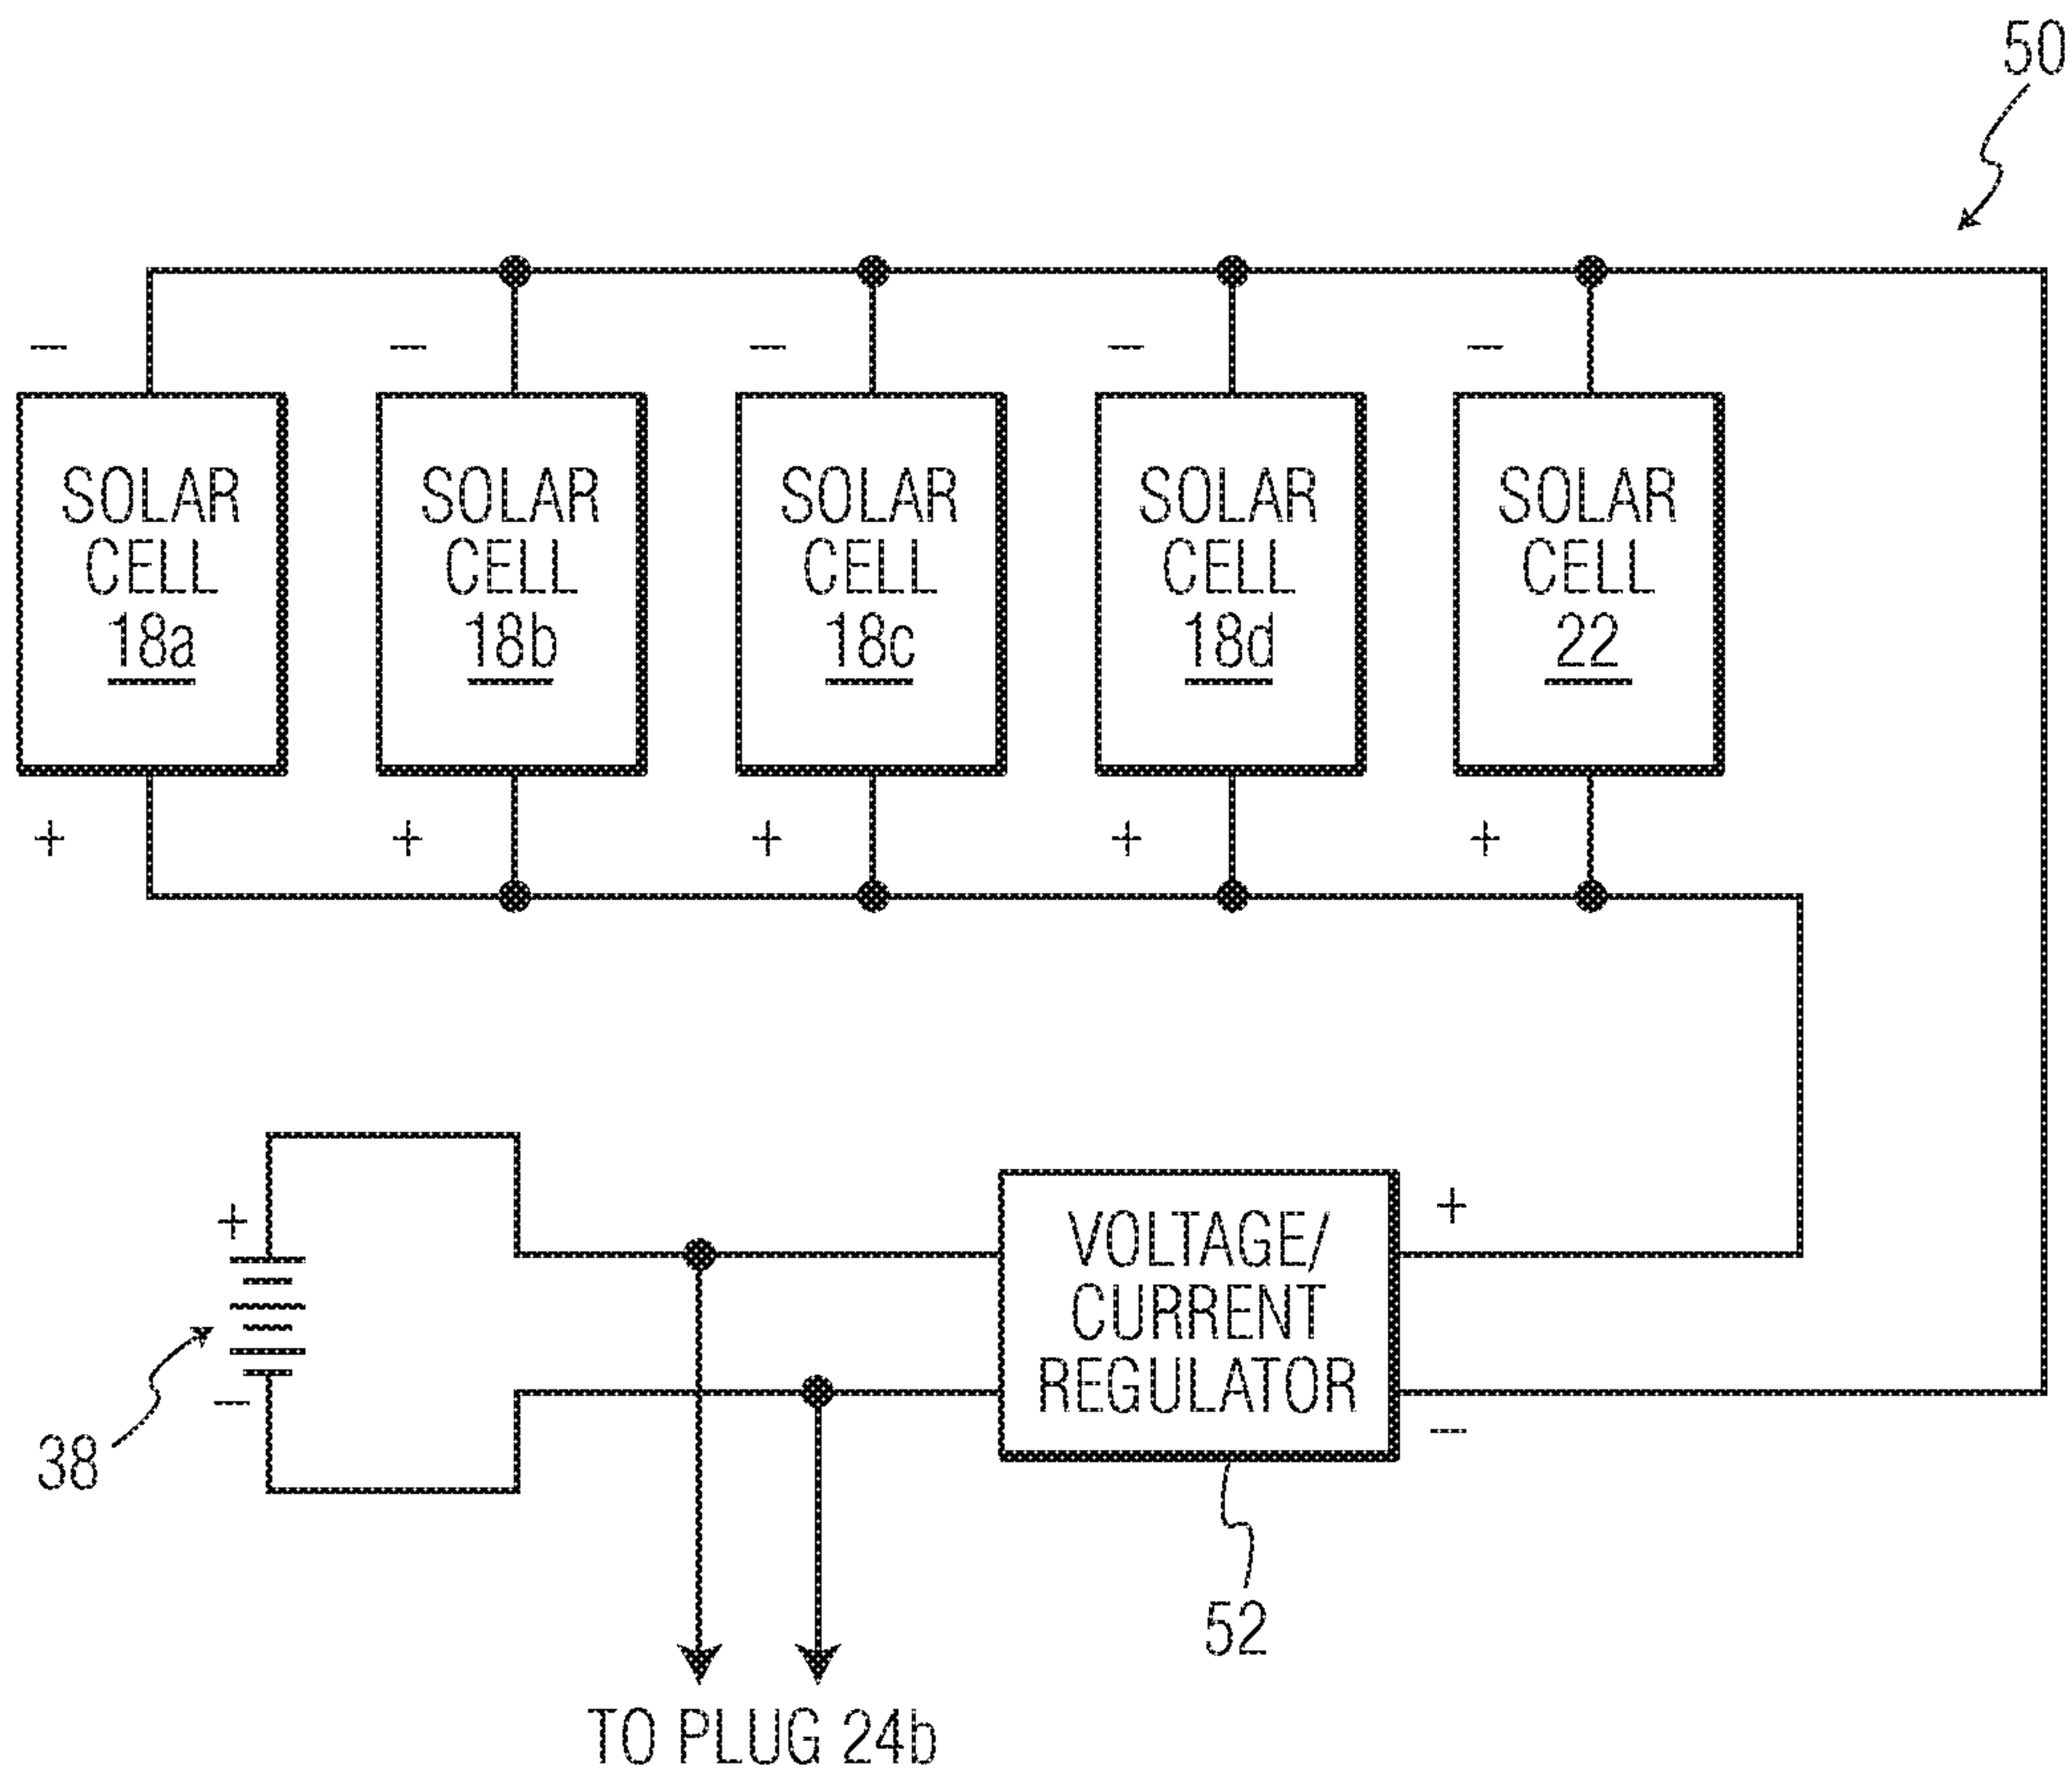 50
− − − − −
SOLAR CELL 18a
SOLAR CELL 18b
SOLAR CELL 18c
SOLAR CELL 18d
SOLAR CELL 22
+ + + + +
+
−
38
VOLTAGE/
CURRENT
REGULATOR
+
−
52
TO PLUG 24b